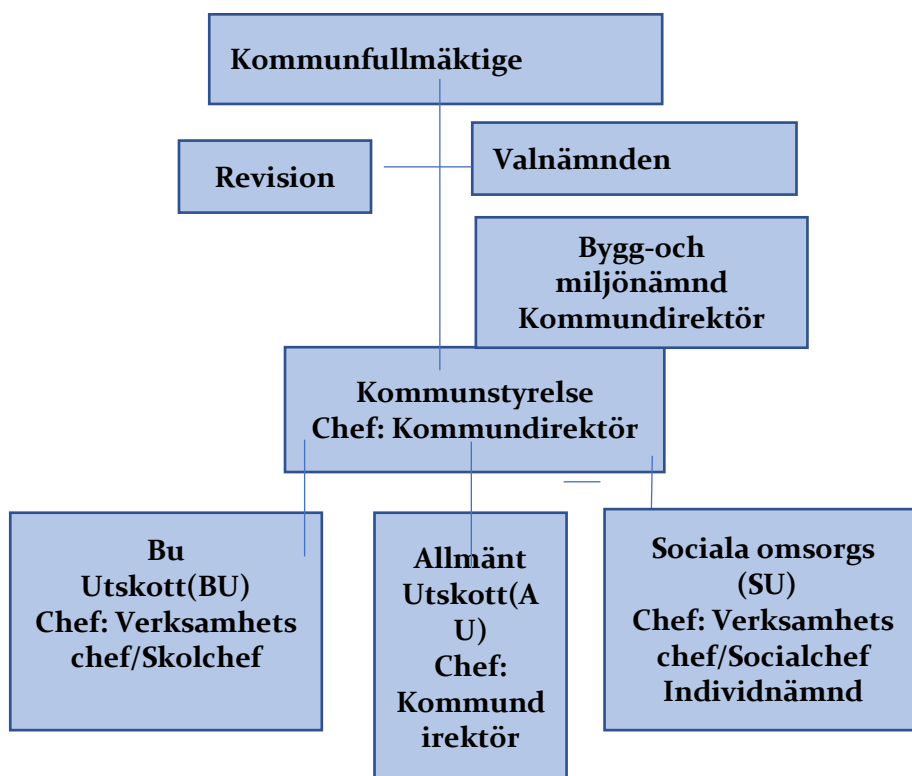 Kommunfullmäktige
Revision
Valnämnden
Bygg-och
miljönämnd
Kommundirektör
Kommunstyrelse
Chef: Kommundirektör
Bu
Utskott(BU)
Chef: Verksamhets
chef/Skolchef
Allmänt
Utskott(A
U)
Chef:
Kommund
irektör
Sociala omsorgs
(SU)
Chef: Verksamhets
chef/Socialchef
Individnämnd